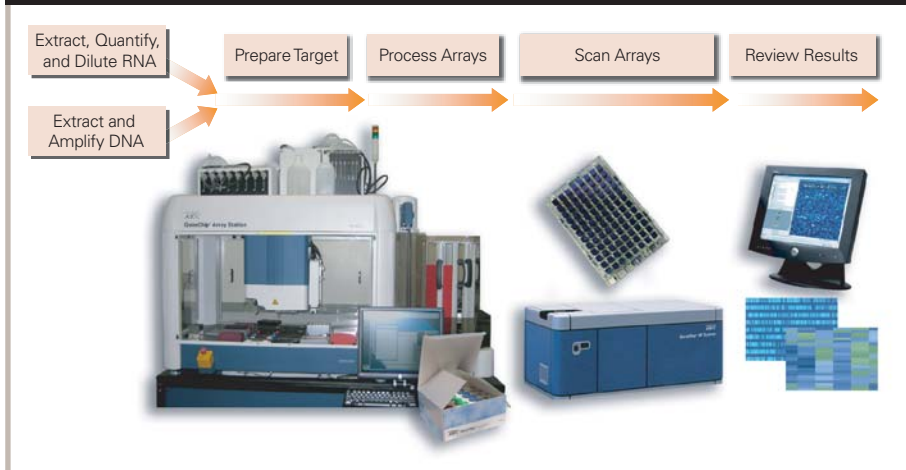 Extract, Quantify,
and Dilute RNA
Prepare Target
Process Arrays
Scan Arrays
Review Results
Extract and
Amplify DNA
GeneChip® Array Station